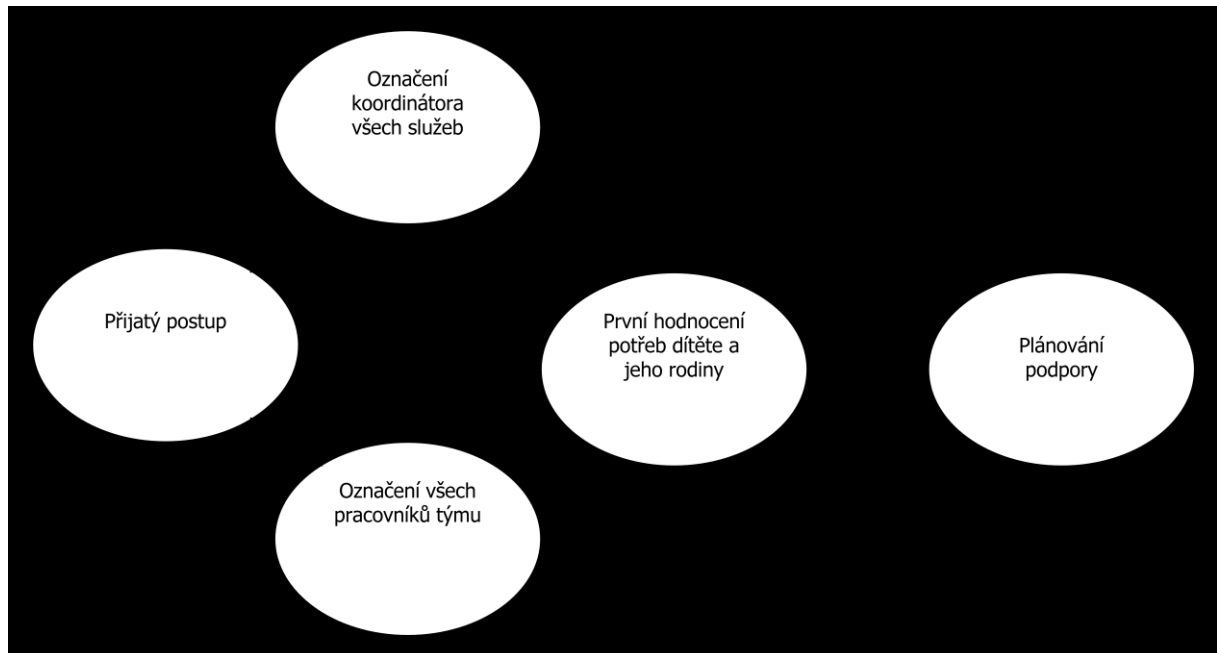 Označení
koordinátora
všech služeb
Přijatý postup
První hodnocení
potřeb dítěte a
jeho rodiny
Plánování
podpory
Označení všech
pracovníků týmu